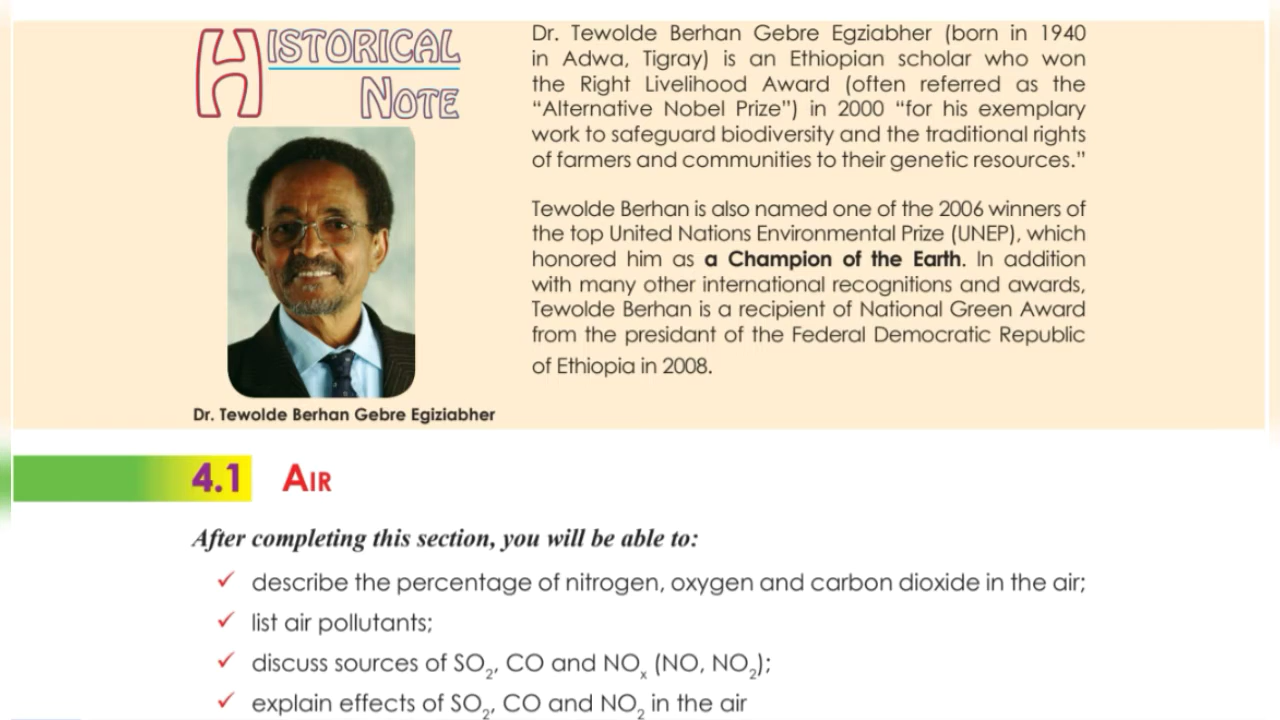 HISTORICAL
NOTE
Dr. Tewolde Berhan Gebre Egiziabher
Dr. Tewolde Berhan Gebre Egziabher (born in 1940
in Adwa, Tigray) is an Ethiopian scholar who won
the Right Livelihood Award (often referred as the
“Alternative Nobel Prize”) in 2000 “for his exemplary
work to safeguard biodiversity and the traditional rights
of farmers and communities to their genetic resources.”
Tewolde Berhan is also named one of the 2006 winners of
the top United Nations Environmental Prize (UNEP), which
honored him as a Champion of the Earth. In addition
with many other international recognitions and awards,
Tewolde Berhan is a recipient of National Green Award
from the presidant of the Federal Democratic Republic
of Ethiopia in 2008.
4.1 AIR
After completing this section, you will be able to:
✓ describe the percentage of nitrogen, oxygen and carbon dioxide in the air;
✓ list air pollutants;
✓ discuss sources of SO₂, CO and NOₓ (NO, NO₂);
✓ explain effects of SO₂, CO and NO₂ in the air